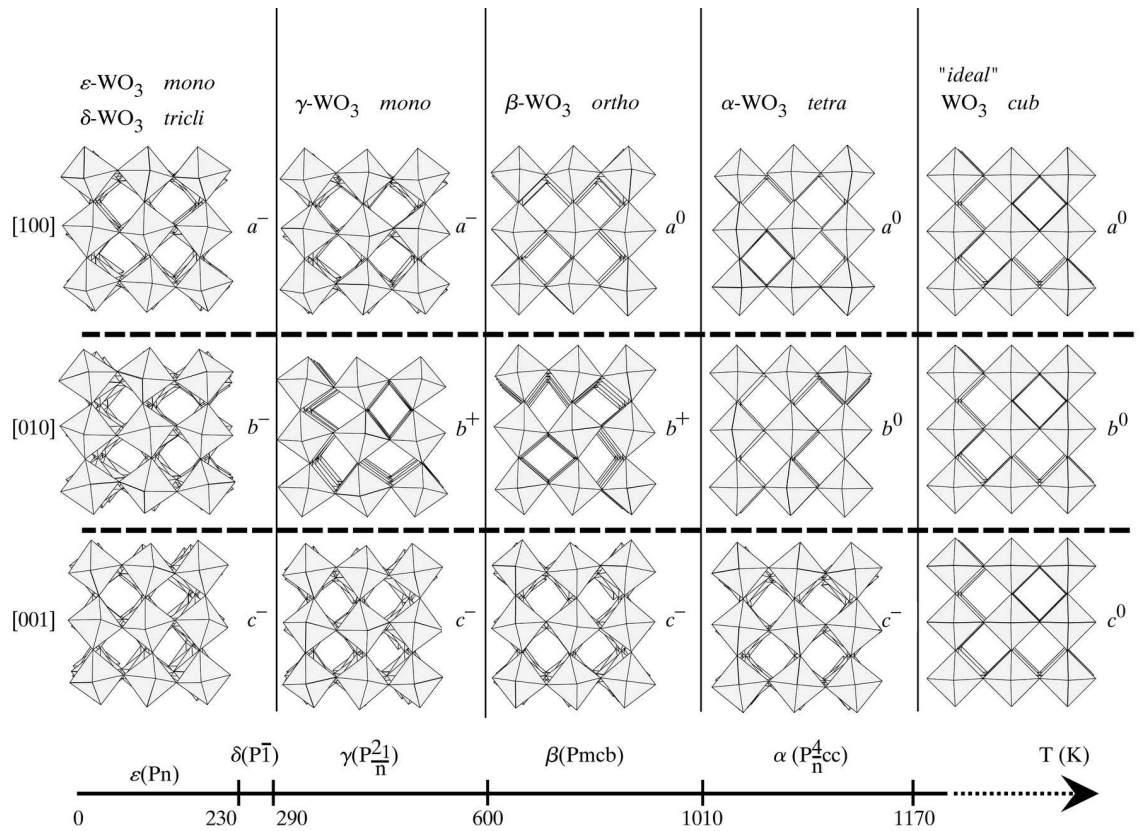 ε-WO3 mono
δ-WO3 tricli
γ-WO3 mono
β-WO3 ortho
α-WO3 tetra
"ideal"
WO3 cub
[100] a− a− a0 a0 a0
[010] b− b+ b+ b0 b0
[001] c− c− c− c− c0
ε(Pn) δ(P1̅) γ(P21/n) β(Pmcb) α (P4/ncc) T (K)
0 230 290 600 1010 1170